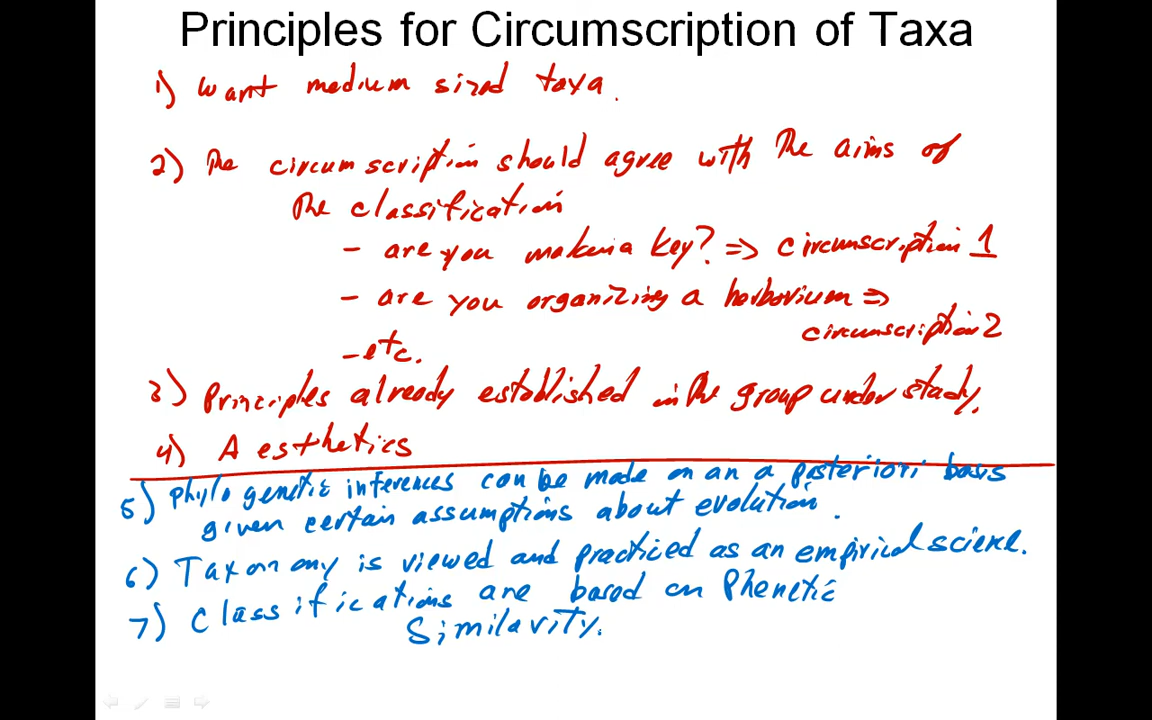 Principles for Circumscription of Taxa
1) want medium sized taxa.
2) The circumscription should agree with The aims of
The classification
- are you making a key? => circumscription 1
- are you organizing a herbarium =>
circumscription 2
- etc.
3) Principles already established in The group under study.
4) Aesthetics
5) Phylogenetic inferences can be made on an a posteriori basis
given certain assumptions about evolution.
6) Taxonomy is viewed and practiced as an empirical science.
7) Classifications are based on Phenetic
Similarity.